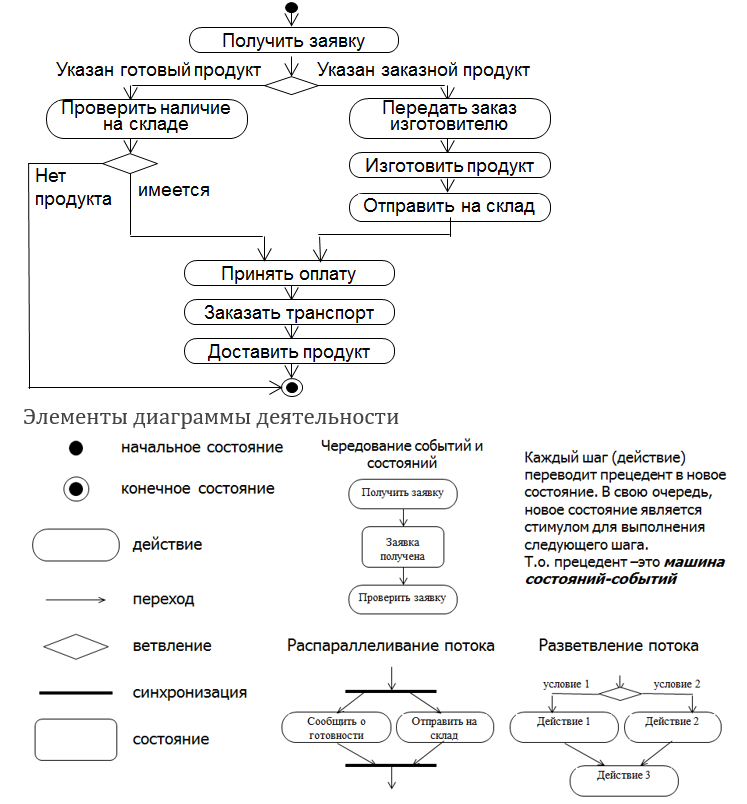 Получить заявку
Указан готовый продукт
Указан заказной продукт
Проверить наличие
на складе
Передать заказ
изготовителю
Нет
продукта
имеется
Изготовить продукт
Отправить на склад
Принять оплату
Заказать транспорт
Доставить продукт
Элементы диаграммы деятельности
начальное состояние
конечное состояние
действие
переход
ветвление
синхронизация
состояние
Чередование событий и
состояний
Получить заявку
Заявка
получена
Проверить заявку
Каждый шаг (действие)
переводит прецедент в новое
состояние. В свою очередь,
новое состояние является
стимулом для выполнения
следующего шага.
Т.о. прецедент –это машина
состояний-событий
Распараллеливание потока
Сообщить о
готовности
Отправить на
склад
Разветвление потока
условие 1
условие 2
Действие 1
Действие 2
Действие 3